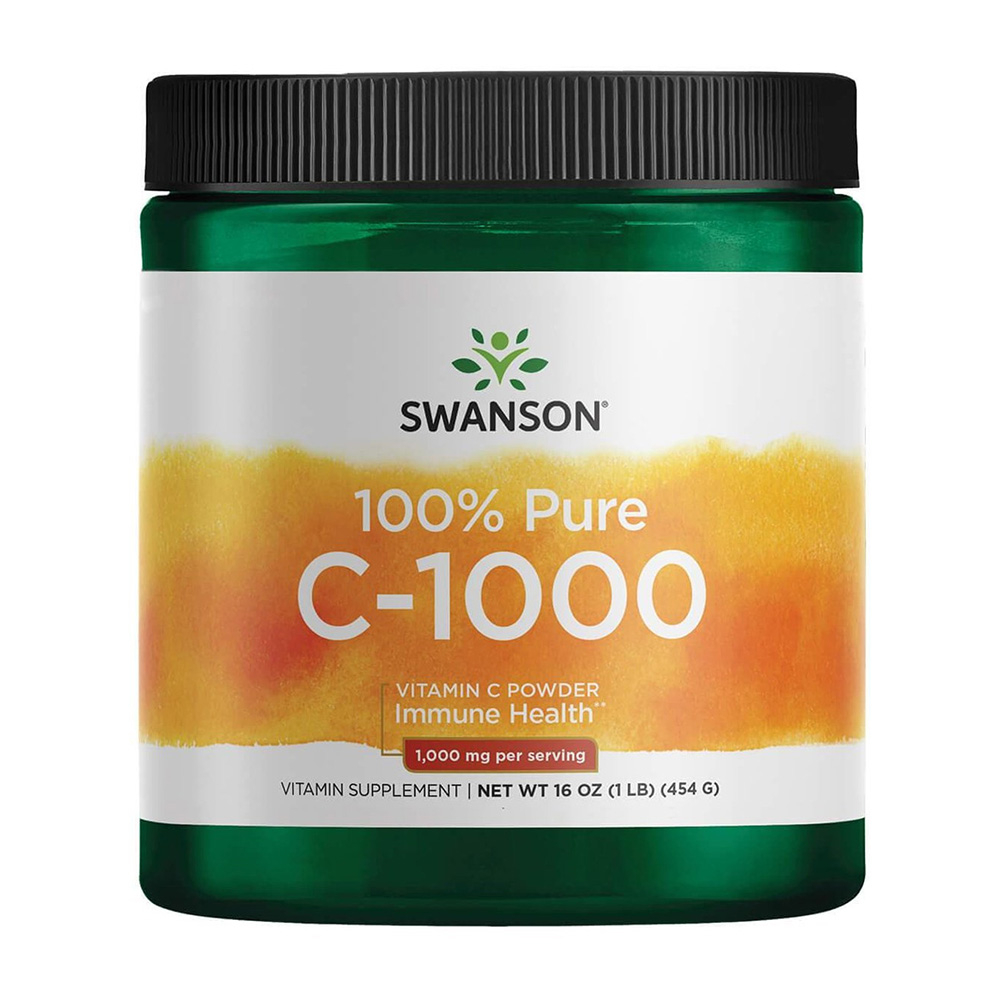 SWANSON®
100% Pure
C-1000
VITAMIN C POWDER
Immune Health**
1,000 mg per serving
VITAMIN SUPPLEMENT | NET WT 16 OZ (1 LB) (454 G)